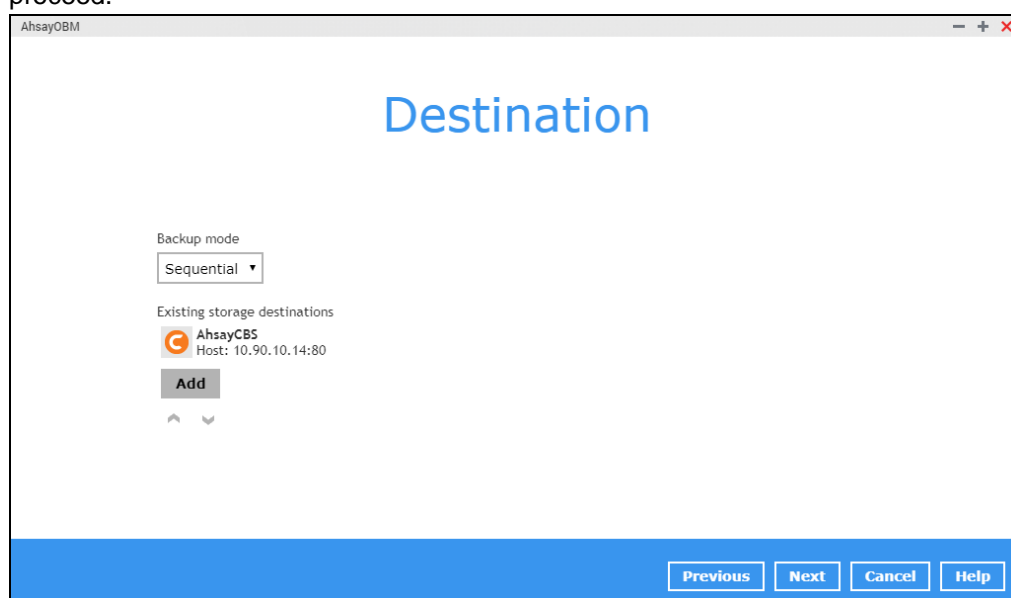 proceed.
AhsayOBM
Destination
Backup mode
Sequential
Existing storage destinations
AhsayCBS
Host: 10.90.10.14:80
Add
Previous Next Cancel Help